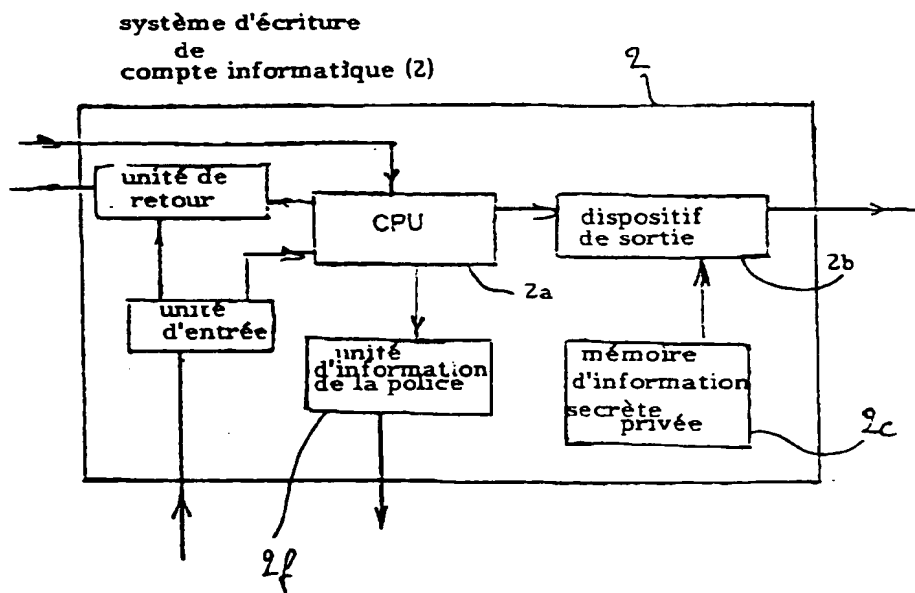 système d'écriture
de
compte informatique (2)
2
unité de
retour
CPU
dispositif
de sortie
2a
2b
unité
d'entrée
unité
d'information
de la police
mémoire
d'information
secrète
privée
2c
2f